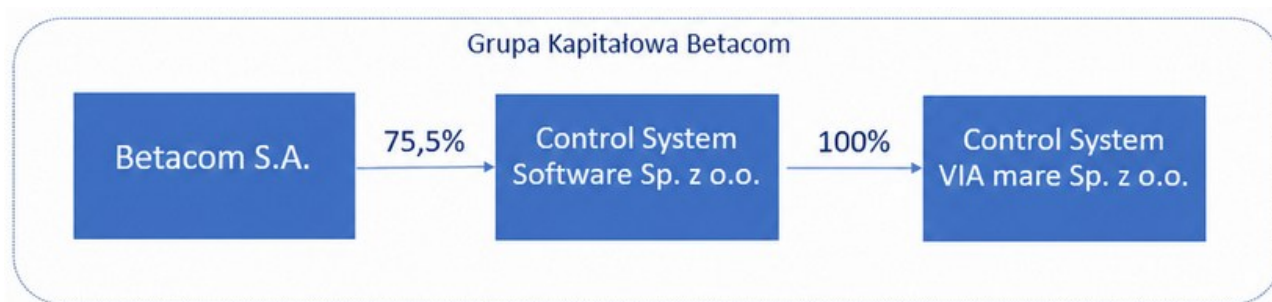 Grupa Kapitałowa Betacom
Betacom S.A.
75,5%
Control System
Software Sp. z o.o.
100%
Control System
VIA mare Sp. z o.o.